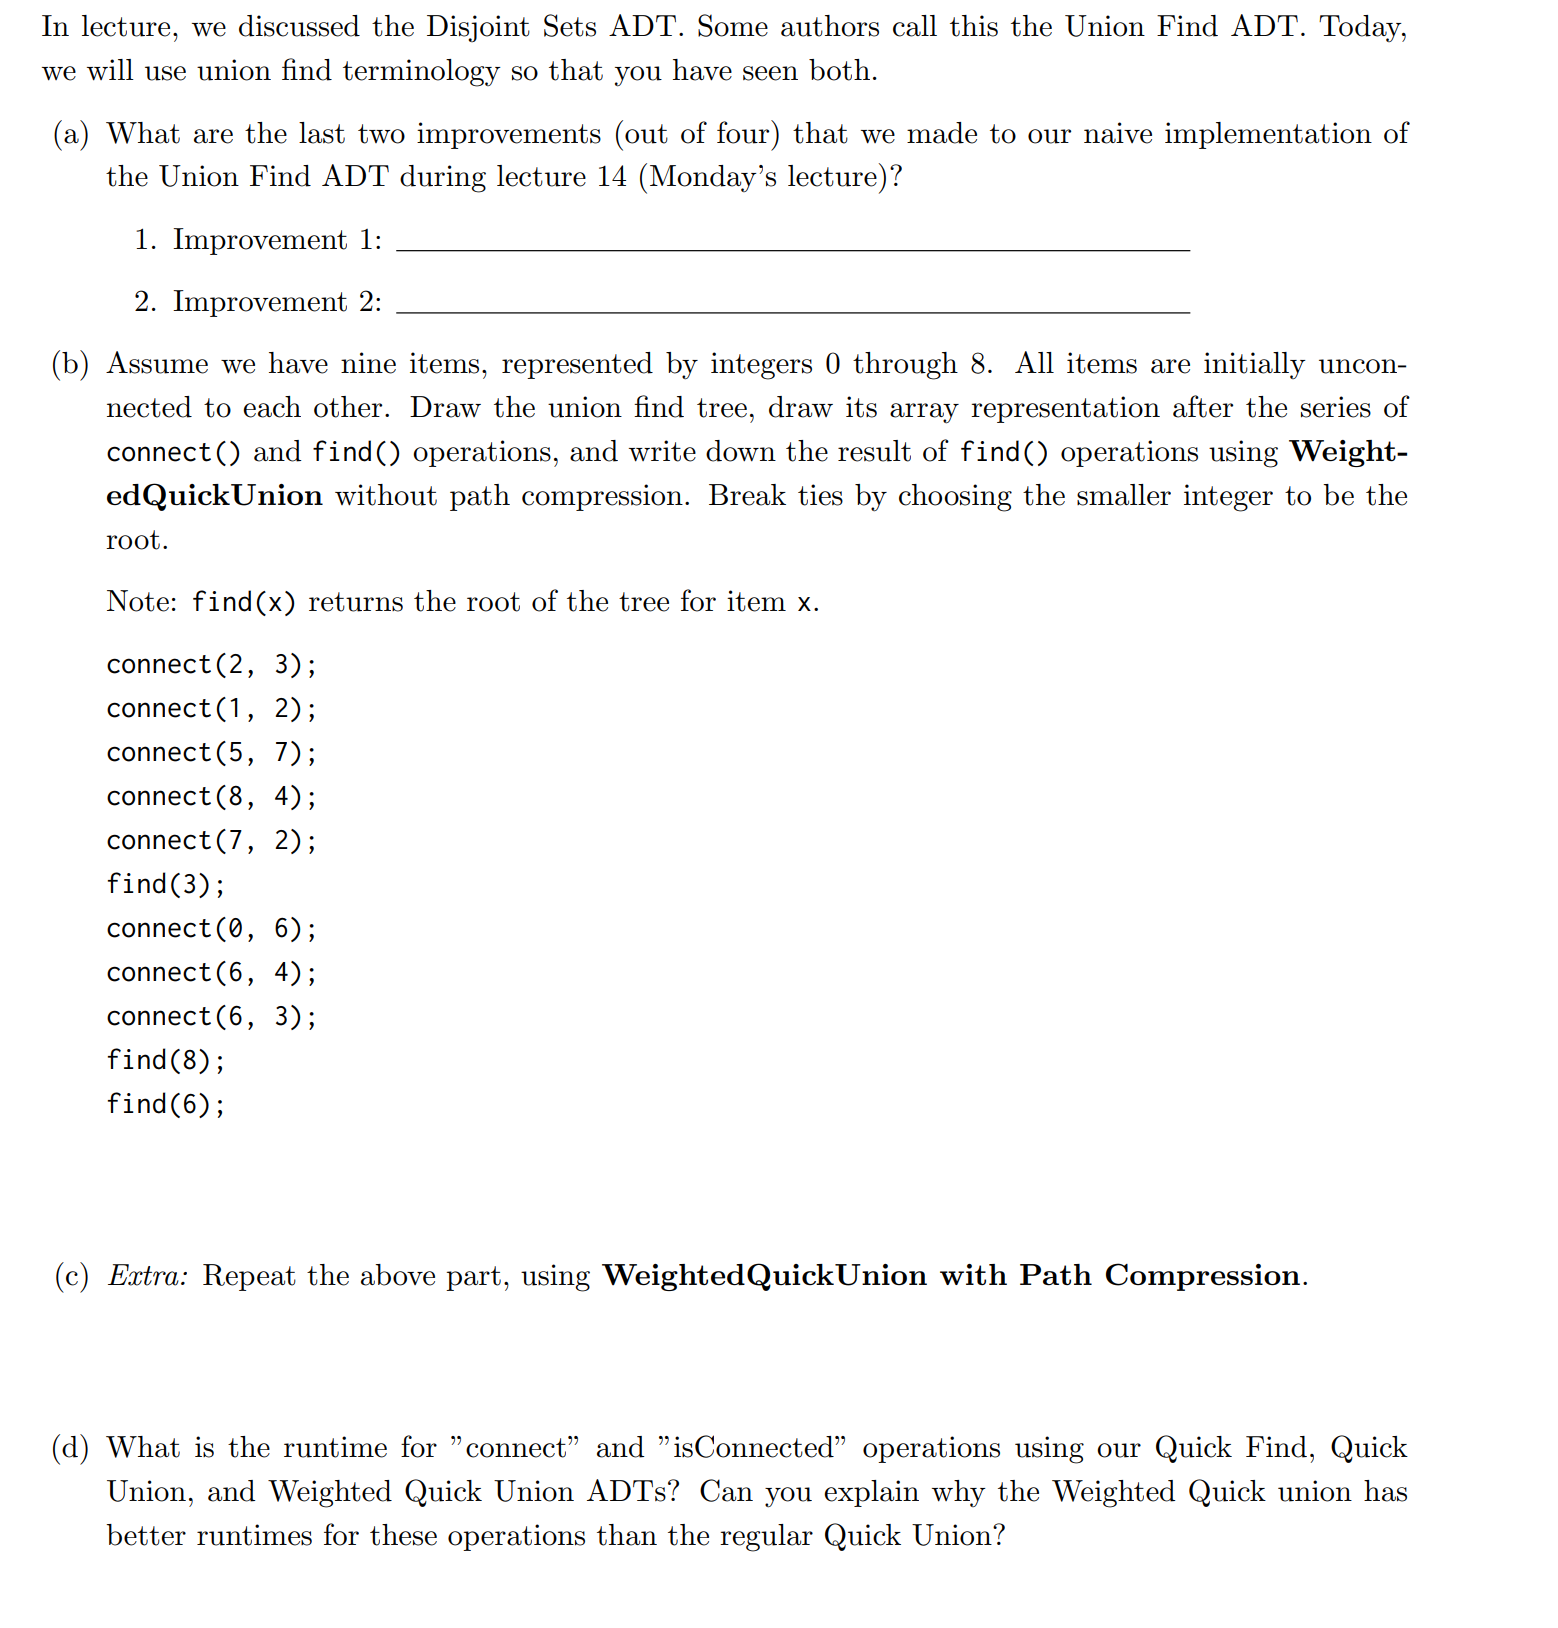 In lecture, we discussed the Disjoint Sets ADT. Some authors call this the Union Find ADT. Today,
we will use union find terminology so that you have seen both.
(a) What are the last two improvements (out of four) that we made to our naive implementation of
the Union Find ADT during lecture 14 (Monday’s lecture)?
1. Improvement 1: ____________________
2. Improvement 2: ____________________
(b) Assume we have nine items, represented by integers 0 through 8. All items are initially uncon-
nected to each other. Draw the union find tree, draw its array representation after the series of
connect() and find() operations, and write down the result of find() operations using Weight-
edQuickUnion without path compression. Break ties by choosing the smaller integer to be the
root.
Note: find(x) returns the root of the tree for item x.
connect(2, 3);
connect(1, 2);
connect(5, 7);
connect(8, 4);
connect(7, 2);
find(3);
connect(0, 6);
connect(6, 4);
connect(6, 3);
find(8);
find(6);
(c) Extra: Repeat the above part, using WeightedQuickUnion with Path Compression.
(d) What is the runtime for ”connect” and ”isConnected” operations using our Quick Find, Quick
Union, and Weighted Quick Union ADTs? Can you explain why the Weighted Quick union has
better runtimes for these operations than the regular Quick Union?